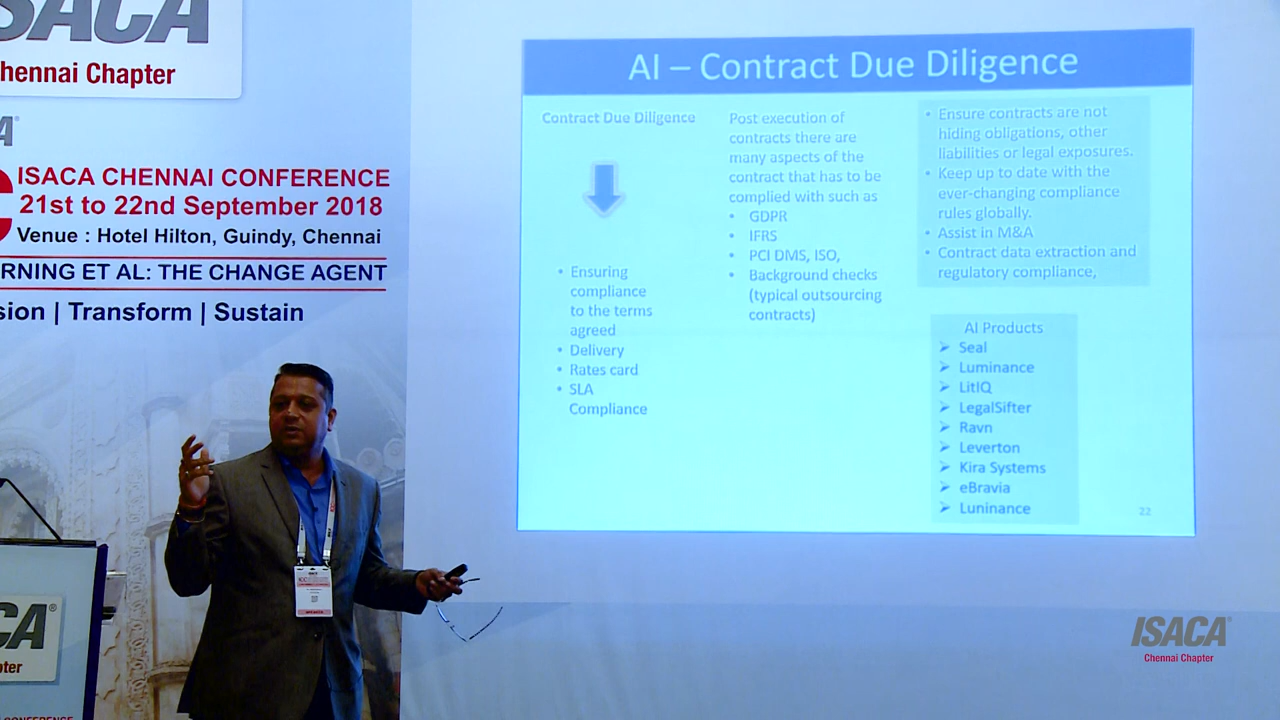 ISACA
hennai Chapter
A®
ISACA CHENNAI CONFERENCE
21st to 22nd September 2018
Venue : Hotel Hilton, Guindy, Chennai
RNING ET AL: THE CHANGE AGENT
sion | Transform | Sustain
CA®
pter
CONFERENCE
AI – Contract Due Diligence
Contract Due Diligence
• Ensuring
compliance
to the terms
agreed
• Delivery
• Rates card
• SLA
Compliance
Post execution of
contracts there are
many aspects of the
contract that has to be
complied with such as
• GDPR
• IFRS
• PCI DMS, ISO,
• Background checks
(typical outsourcing
contracts)
• Ensure contracts are not
hiding obligations, other
liabilities or legal exposures.
• Keep up to date with the
ever-changing compliance
rules globally.
• Assist in M&A
• Contract data extraction and
regulatory compliance,
AI Products
➢ Seal
➢ Luminance
➢ LitIQ
➢ LegalSifter
➢ Ravn
➢ Leverton
➢ Kira Systems
➢ eBravia
➢ Luninance
22
ISACA®
Chennai Chapter